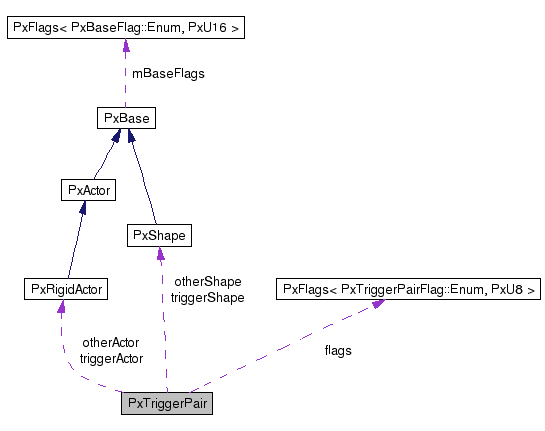 PxFlags< PxBaseFlag::Enum, PxU16 >
mBaseFlags
PxBase
PxActor
PxShape
PxRigidActor
otherShape
triggerShape
PxFlags< PxTriggerPairFlag::Enum, PxU8 >
otherActor
triggerActor
flags
PxTriggerPair